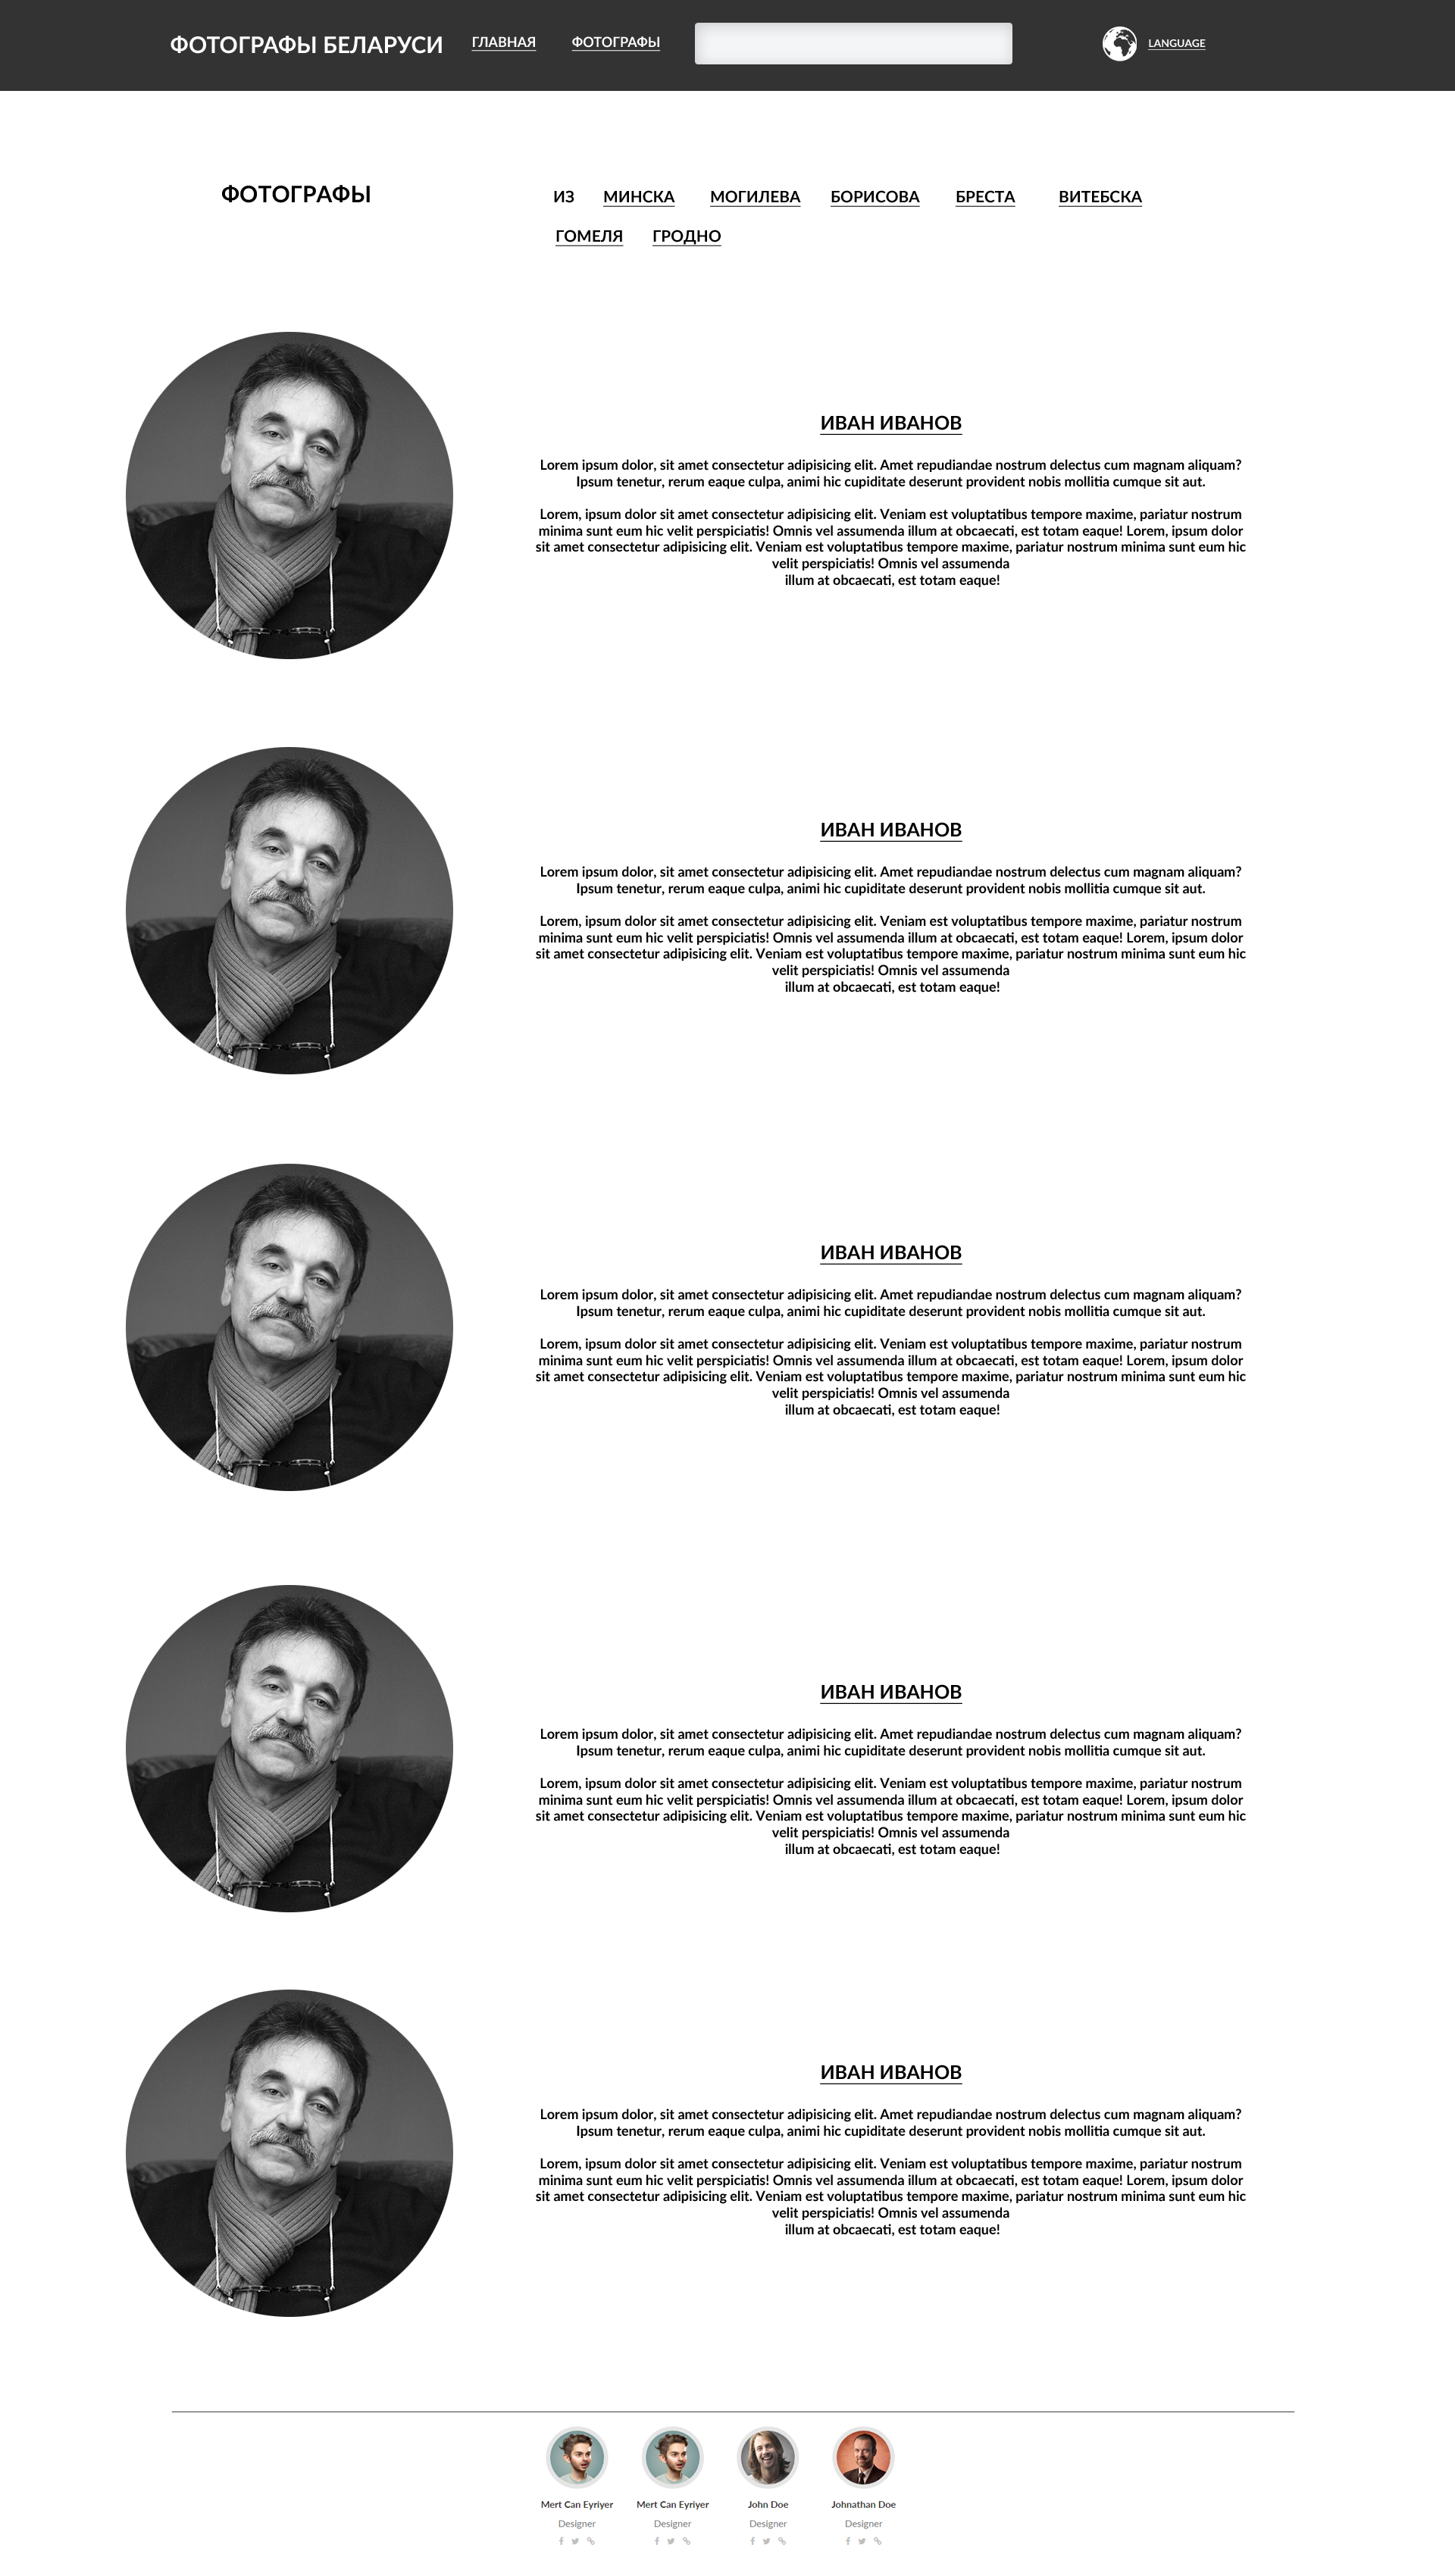 ФОТОГРАФЫ БЕЛАРУСИ ГЛАВНАЯ ФОТОГРАФЫ LANGUAGE
ФОТОГРАФЫ
ИЗ МИНСКА МОГИЛЕВА БОРИСОВА БРЕСТА ВИТЕБСКА
ГОМЕЛЯ ГРОДНО
ИВАН ИВАНОВ
Lorem ipsum dolor, sit amet consectetur adipisicing elit. Amet repudiandae nostrum delectus cum magnam aliquam?
Ipsum tenetur, rerum eaque culpa, animi hic cupiditate deserunt provident nobis mollitia cumque sit aut.
Lorem, ipsum dolor sit amet consectetur adipisicing elit. Veniam est voluptatibus tempore maxime, pariatur nostrum
minima sunt eum hic velit perspiciatis! Omnis vel assumenda illum at obcaecati, est totam eaque! Lorem, ipsum dolor
sit amet consectetur adipisicing elit. Veniam est voluptatibus tempore maxime, pariatur nostrum minima sunt eum hic
velit perspiciatis! Omnis vel assumenda
illum at obcaecati, est totam eaque!
ИВАН ИВАНОВ
Lorem ipsum dolor, sit amet consectetur adipisicing elit. Amet repudiandae nostrum delectus cum magnam aliquam?
Ipsum tenetur, rerum eaque culpa, animi hic cupiditate deserunt provident nobis mollitia cumque sit aut.
Lorem, ipsum dolor sit amet consectetur adipisicing elit. Veniam est voluptatibus tempore maxime, pariatur nostrum
minima sunt eum hic velit perspiciatis! Omnis vel assumenda illum at obcaecati, est totam eaque! Lorem, ipsum dolor
sit amet consectetur adipisicing elit. Veniam est voluptatibus tempore maxime, pariatur nostrum minima sunt eum hic
velit perspiciatis! Omnis vel assumenda
illum at obcaecati, est totam eaque!
ИВАН ИВАНОВ
Lorem ipsum dolor, sit amet consectetur adipisicing elit. Amet repudiandae nostrum delectus cum magnam aliquam?
Ipsum tenetur, rerum eaque culpa, animi hic cupiditate deserunt provident nobis mollitia cumque sit aut.
Lorem, ipsum dolor sit amet consectetur adipisicing elit. Veniam est voluptatibus tempore maxime, pariatur nostrum
minima sunt eum hic velit perspiciatis! Omnis vel assumenda illum at obcaecati, est totam eaque! Lorem, ipsum dolor
sit amet consectetur adipisicing elit. Veniam est voluptatibus tempore maxime, pariatur nostrum minima sunt eum hic
velit perspiciatis! Omnis vel assumenda
illum at obcaecati, est totam eaque!
ИВАН ИВАНОВ
Lorem ipsum dolor, sit amet consectetur adipisicing elit. Amet repudiandae nostrum delectus cum magnam aliquam?
Ipsum tenetur, rerum eaque culpa, animi hic cupiditate deserunt provident nobis mollitia cumque sit aut.
Lorem, ipsum dolor sit amet consectetur adipisicing elit. Veniam est voluptatibus tempore maxime, pariatur nostrum
minima sunt eum hic velit perspiciatis! Omnis vel assumenda illum at obcaecati, est totam eaque! Lorem, ipsum dolor
sit amet consectetur adipisicing elit. Veniam est voluptatibus tempore maxime, pariatur nostrum minima sunt eum hic
velit perspiciatis! Omnis vel assumenda
illum at obcaecati, est totam eaque!
ИВАН ИВАНОВ
Lorem ipsum dolor, sit amet consectetur adipisicing elit. Amet repudiandae nostrum delectus cum magnam aliquam?
Ipsum tenetur, rerum eaque culpa, animi hic cupiditate deserunt provident nobis mollitia cumque sit aut.
Lorem, ipsum dolor sit amet consectetur adipisicing elit. Veniam est voluptatibus tempore maxime, pariatur nostrum
minima sunt eum hic velit perspiciatis! Omnis vel assumenda illum at obcaecati, est totam eaque! Lorem, ipsum dolor
sit amet consectetur adipisicing elit. Veniam est voluptatibus tempore maxime, pariatur nostrum minima sunt eum hic
velit perspiciatis! Omnis vel assumenda
illum at obcaecati, est totam eaque!
Mert Can Eyriyer Mert Can Eyriyer John Doe Johnathan Doe
Designer Designer Designer Designer